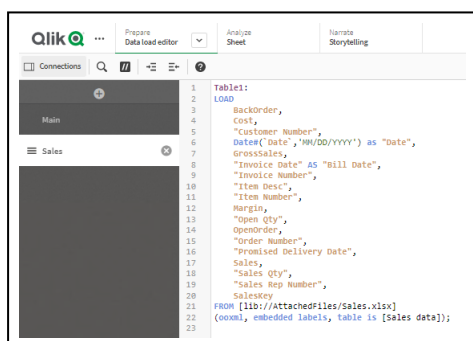 Qlik
...
Prepare
Data load editor
Analyze
Sheet
Narrate
Storytelling
Connections
//
?
Main
Sales
1 Table1:
2 LOAD
3 BackOrder,
4 Cost,
5 "Customer Number",
6 Date#(`Date`,'MM/DD/YYYY') as "Date",
7 GrossSales,
8 "Invoice Date" AS "Bill Date",
9 "Invoice Number",
10 "Item Desc",
11 "Item Number",
12 Margin,
13 "Open Qty",
14 OpenOrder,
15 "Order Number",
16 "Promised Delivery Date",
17 Sales,
18 "Sales Qty",
19 "Sales Rep Number",
20 SalesKey
21 FROM [lib://AttachedFiles/Sales.xlsx]
22 (ooxml, embedded labels, table is [Sales data]);
23